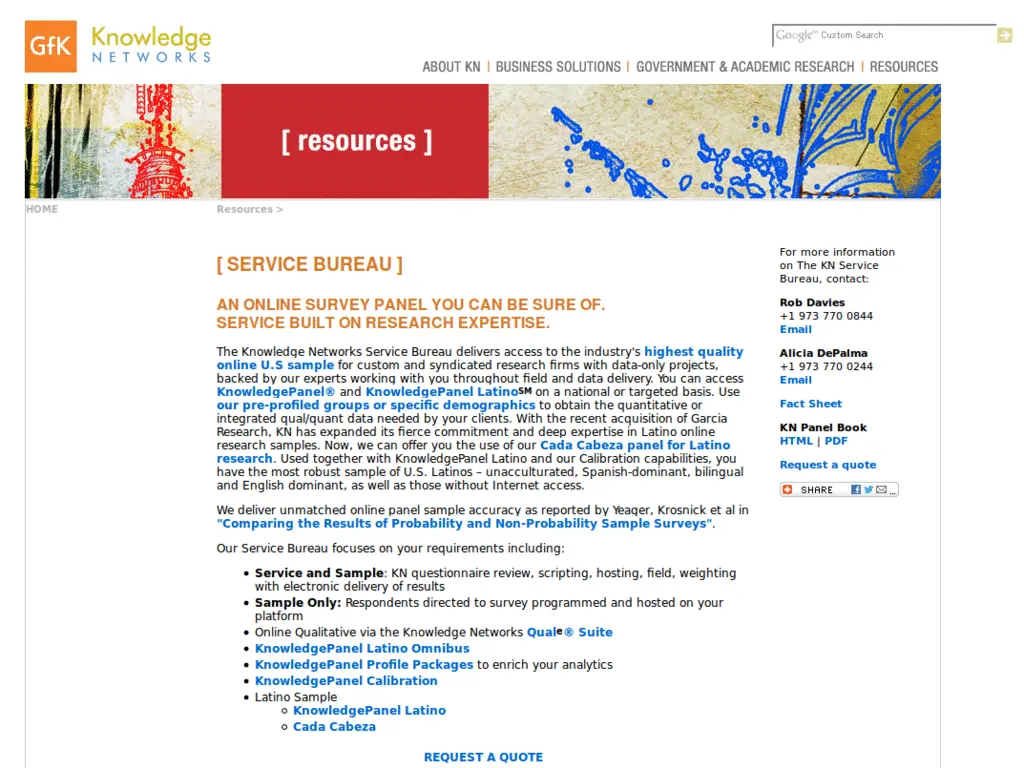 GfK Knowledge
NETWORKS
Google™ Custom Search
ABOUT KN | BUSINESS SOLUTIONS | GOVERNMENT & ACADEMIC RESEARCH | RESOURCES
[ resources ]
HOME
Resources >
[ SERVICE BUREAU ]
AN ONLINE SURVEY PANEL YOU CAN BE SURE OF.
SERVICE BUILT ON RESEARCH EXPERTISE.
The Knowledge Networks Service Bureau delivers access to the industry's highest quality
online U.S sample for custom and syndicated research firms with data-only projects,
backed by our experts working with you throughout field and data delivery. You can access
KnowledgePanel® and KnowledgePanel Latino℠ on a national or targeted basis. Use
our pre-profiled groups or specific demographics to obtain the quantitative or
integrated qual/quant data needed by your clients. With the recent acquisition of Garcia
Research, KN has expanded its fierce commitment and deep expertise in Latino online
research samples. Now, we can offer you the use of our Cada Cabeza panel for Latino
research. Used together with KnowledgePanel Latino and our Calibration capabilities, you
have the most robust sample of U.S. Latinos – unacculturated, Spanish-dominant, bilingual
and English dominant, as well as those without Internet access.
We deliver unmatched online panel sample accuracy as reported by Yeager, Krosnick et al in
"Comparing the Results of Probability and Non-Probability Sample Surveys".
Our Service Bureau focuses on your requirements including:
• Service and Sample: KN questionnaire review, scripting, hosting, field, weighting
with electronic delivery of results
• Sample Only: Respondents directed to survey programmed and hosted on your
platform
• Online Qualitative via the Knowledge Networks Quale® Suite
• KnowledgePanel Latino Omnibus
• KnowledgePanel Profile Packages to enrich your analytics
• KnowledgePanel Calibration
• Latino Sample
KnowledgePanel Latino
Cada Cabeza
REQUEST A QUOTE
For more information
on The KN Service
Bureau, contact:
Rob Davies
+1 973 770 0844
Email
Alicia DePalma
+1 973 770 0244
Email
Fact Sheet
KN Panel Book
HTML | PDF
Request a quote
SHARE ...